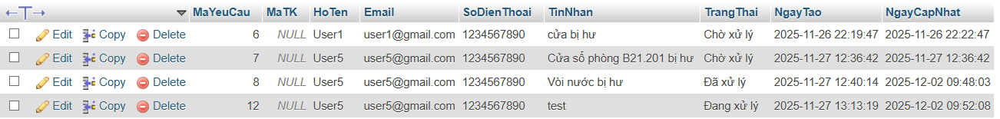 ←T→ MaYeuCau MaTK HoTen Email SoDienThoai TinNhan TrangThai NgayTao NgayCapNhat
Edit Copy Delete 6 NULL User1 user1@gmail.com 1234567890 cửa bị hư Chờ xử lý 2025-11-26 22:19:47 2025-11-26 22:22:47
Edit Copy Delete 7 NULL User5 user5@gmail.com 1234567890 Cửa sổ phòng B21.201 bị hư Chờ xử lý 2025-11-27 12:36:42 2025-11-27 12:36:42
Edit Copy Delete 8 NULL User5 user5@gmail.com 1234567890 Vòi nước bị hư Đã xử lý 2025-11-27 12:40:14 2025-12-02 09:48:03
Edit Copy Delete 12 NULL User5 user5@gmail.com 1234567890 test Đang xử lý 2025-11-27 13:13:19 2025-12-02 09:52:08